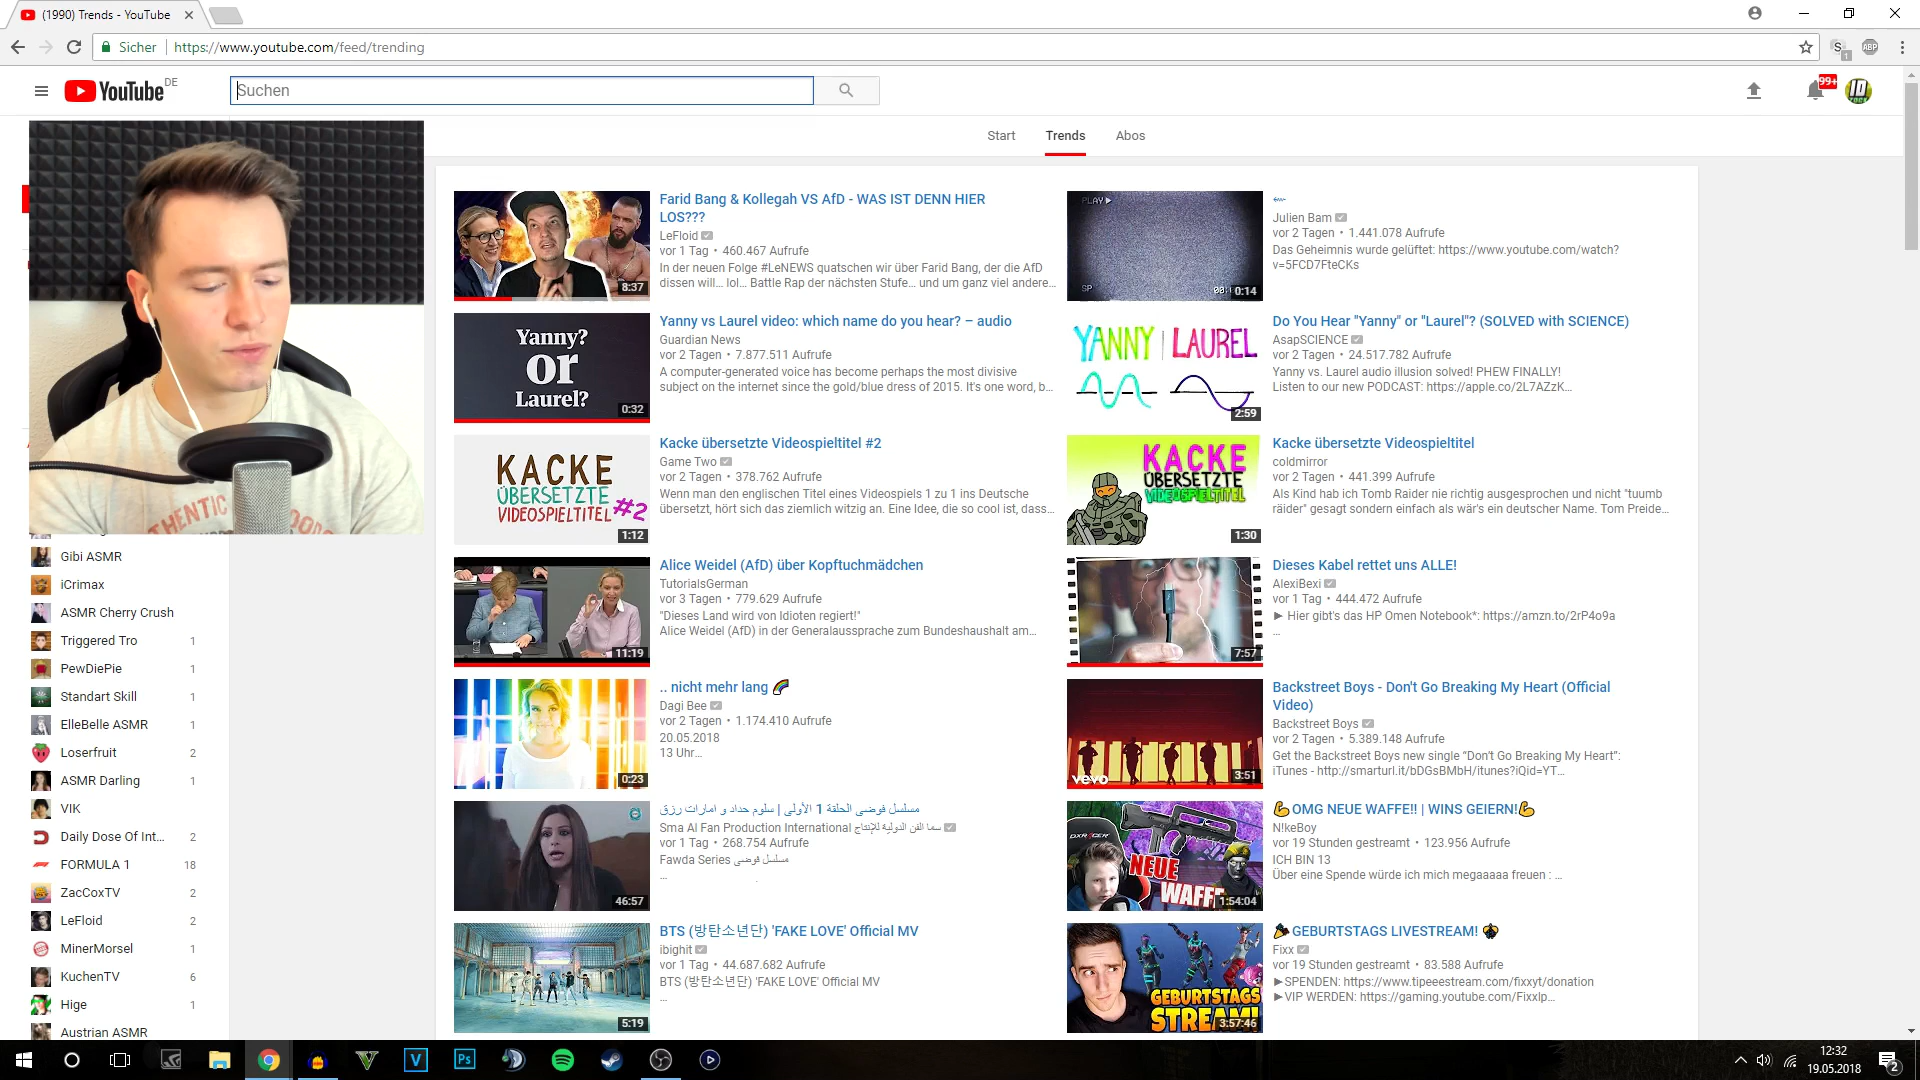 (1990) Trends - YouTube
Sicher
https://www.youtube.com/feed/trending
S
1
ABP
YouTube DE
Suchen
99+
10
Start
Trends
Abos
8:37
Farid Bang & Kollegah VS AfD - WAS IST DENN HIER
LOS???
LeFloid
vor 1 Tag • 460.467 Aufrufe
In der neuen Folge #LeNEWS quatschen wir über Farid Bang, der die AfD
dissen will... lol... Battle Rap der nächsten Stufe... und um ganz viel andere...
PLAY
SP
0:14
Julien Bam
vor 2 Tagen • 1.441.078 Aufrufe
Das Geheimnis wurde gelüftet: https://www.youtube.com/watch?
v=5FCD7FteCKs
Yanny?
or
Laurel?
0:32
Yanny vs Laurel video: which name do you hear? – audio
Guardian News
vor 2 Tagen • 7.877.511 Aufrufe
A computer-generated voice has become perhaps the most divisive
subject on the internet since the gold/blue dress of 2015. It's one word, b...
YANNY LAUREL
2:59
Do You Hear "Yanny" or "Laurel"? (SOLVED with SCIENCE)
AsapSCIENCE
vor 2 Tagen • 24.517.782 Aufrufe
Yanny vs. Laurel audio illusion solved! PHEW FINALLY!
Listen to our new PODCAST: https://apple.co/2L7AZzK...
KACKE
ÜBERSETZTE
VIDEOSPIELTITEL #2
1:12
Kacke übersetzte Videospieltitel #2
Game Two
vor 2 Tagen • 378.762 Aufrufe
Wenn man den englischen Titel eines Videospiels 1 zu 1 ins Deutsche
übersetzt, hört sich das ziemlich witzig an. Eine Idee, die so cool ist, dass...
KACKE
ÜBERSETZTE
VIDEOSPIELTITEL
1:30
Kacke übersetzte Videospieltitel
coldmirror
vor 2 Tagen • 441.399 Aufrufe
Als Kind hab ich Tomb Raider nie richtig ausgesprochen und nicht "tuumb
räider" gesagt sondern einfach als wär's ein deutscher Name. Tom Preide...
11:19
Alice Weidel (AfD) über Kopftuchmädchen
TutorialsGerman
vor 3 Tagen • 779.629 Aufrufe
"Dieses Land wird von Idioten regiert!"
Alice Weidel (AfD) in der Generalaussprache zum Bundeshaushalt am...
7:57
Dieses Kabel rettet uns ALLE!
AlexiBexi
vor 1 Tag • 444.472 Aufrufe
► Hier gibt's das HP Omen Notebook*: https://amzn.to/2rP4o9a
...
0:23
.. nicht mehr lang 🌈
Dagi Bee
vor 2 Tagen • 1.174.410 Aufrufe
20.05.2018
13 Uhr...
vevo
3:51
Backstreet Boys - Don't Go Breaking My Heart (Official
Video)
Backstreet Boys
vor 2 Tagen • 5.389.148 Aufrufe
Get the Backstreet Boys new single “Don't Go Breaking My Heart”:
iTunes - http://smarturl.it/bDGsBMbH/itunes?iQid=YT...
46:57
مسلسل فوضى الحلقة 1 الأولى | سلوم حداد و امارات رزق
Sma Al Fan Production International سما الفن الدولية للإنتاج
vor 1 Tag • 268.754 Aufrufe
Fawda Series مسلسل فوضى
...
DXRACER
NEUE
WAFFE
1:54:04
💪OMG NEUE WAFFE!! | WINS GEIERN!💪
N!keBoy
vor 19 Stunden gestreamt • 123.956 Aufrufe
ICH BIN 13
Über eine Spende würde ich mich megaaaaa freuen : ...
5:19
BTS (방탄소년단) 'FAKE LOVE' Official MV
ibighit
vor 1 Tag • 44.687.682 Aufrufe
BTS (방탄소년단) 'FAKE LOVE' Official MV
...
GEBURTSTAGS
STREAM!
3:57:46
GEBURTSTAGS LIVESTREAM!
Fixx
vor 19 Stunden gestreamt • 83.588 Aufrufe
►SPENDEN: https://www.tipeeestream.com/fixxyt/donation
►VIP WERDEN: https://gaming.youtube.com/FixxIp...
Gibi ASMR
iCrimax
ASMR Cherry Crush
Triggered Tro 1
PewDiePie 1
Standart Skill 1
ElleBelle ASMR 1
Loserfruit 2
ASMR Darling 1
VIK
Daily Dose Of Int... 2
FORMULA 1 18
ZacCoxTV 2
LeFloid 2
MinerMorsel 1
KuchenTV 6
Hige 1
Austrian ASMR
V
Ps
12:32
19.05.2018
2